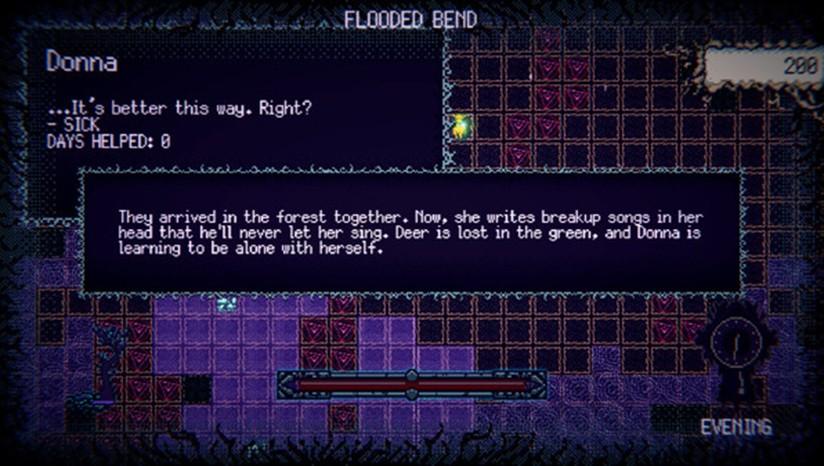 FLOODED BEND
Donna
200
...It's better this way. Right?
- SICK
DAYS HELPED: 0
They arrived in the forest together. Now, she writes breakup songs in her
head that he'll never let her sing. Deer is lost in the green, and Donna is
learning to be alone with herself.
EVENING